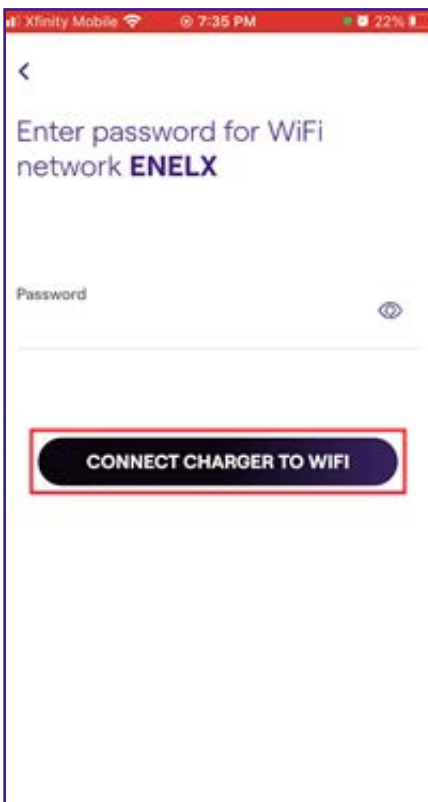 Xfinity Mobile 7:35 PM 22%
Enter password for WiFi
network ENELX
Password
CONNECT CHARGER TO WIFI